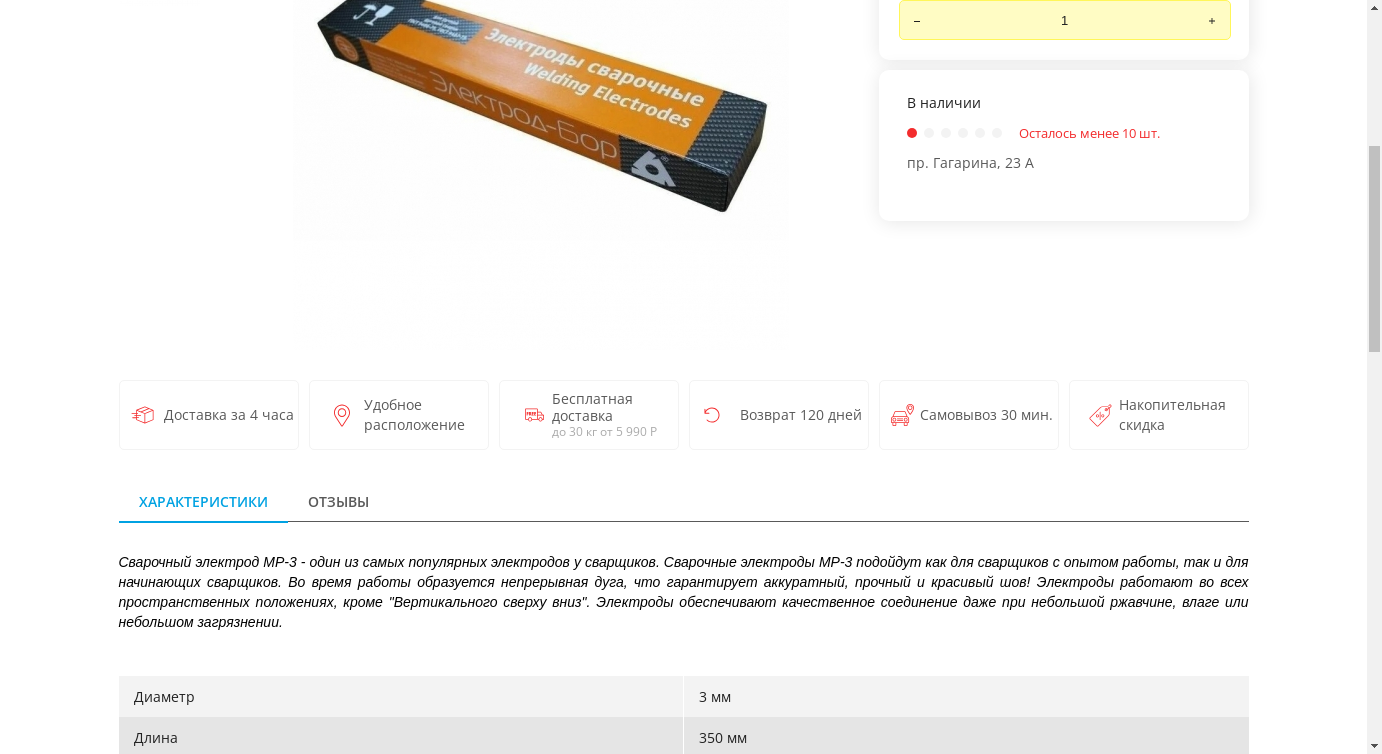 Электроды сварочные
Welding Electrodes
Электрод-Бор
–
1
+
В наличии
Осталось менее 10 шт.
пр. Гагарина, 23 А
Доставка за 4 часа
Удобное
расположение
Бесплатная
доставка
до 30 кг от 5 990 Р
Возврат 120 дней
Самовывоз 30 мин.
Накопительная
скидка
ХАРАКТЕРИСТИКИ
ОТЗЫВЫ
Сварочный электрод МР-3 - один из самых популярных электродов у сварщиков. Сварочные электроды МР-3 подойдут как для сварщиков с опытом работы, так и для
начинающих сварщиков. Во время работы образуется непрерывная дуга, что гарантирует аккуратный, прочный и красивый шов! Электроды работают во всех
пространственных положениях, кроме "Вертикального сверху вниз". Электроды обеспечивают качественное соединение даже при небольшой ржавчине, влаге или
небольшом загрязнении.
Диаметр
3 мм
Длина
350 мм